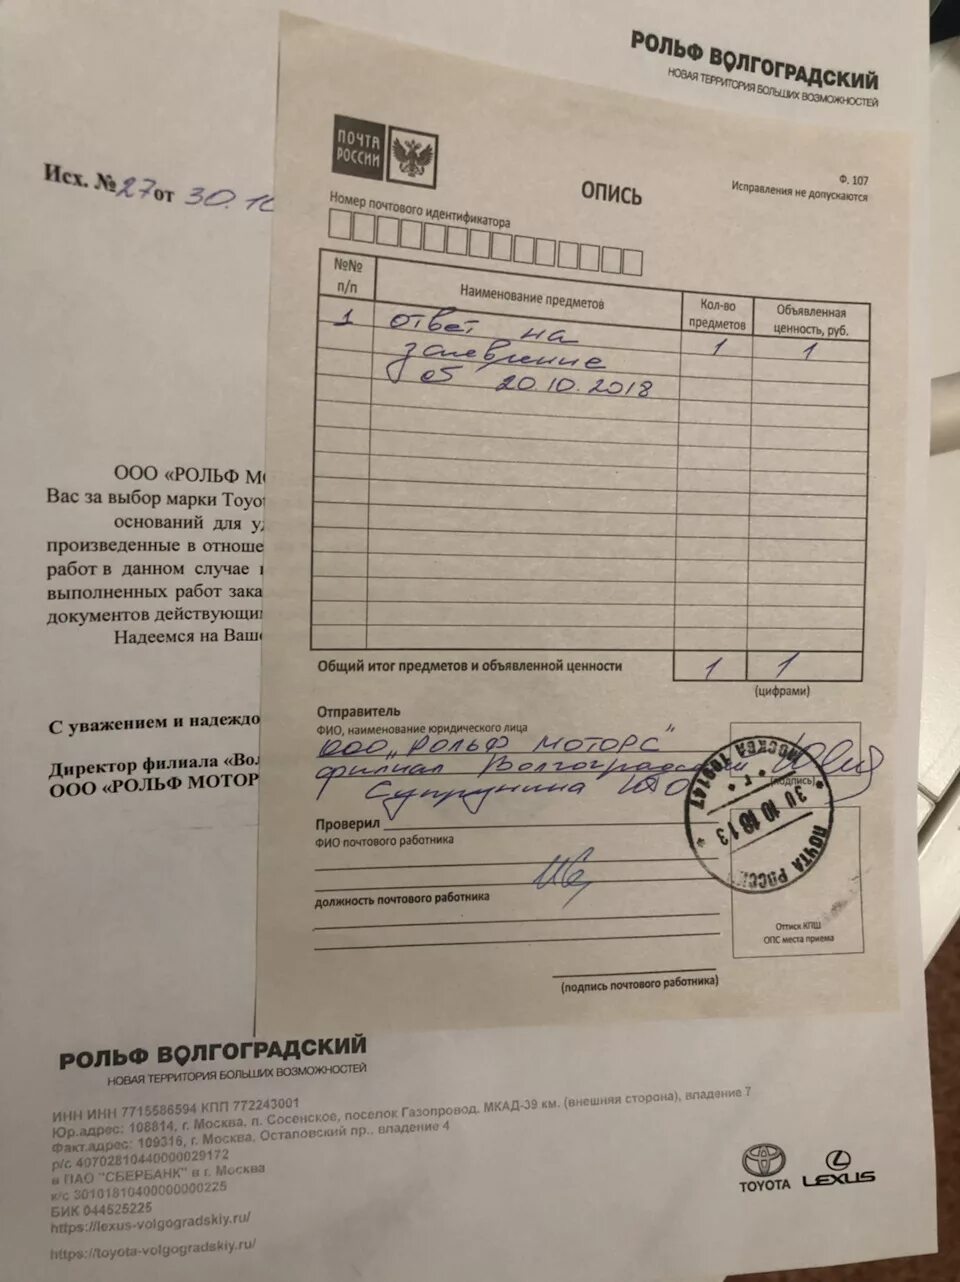 РОЛЬФ ВОЛГОГРАДСКИЙ
НОВАЯ ТЕРРИТОРИЯ БОЛЬШИХ ВОЗМОЖНОСТЕЙ
Исх. №27от 30.10
ПОЧТА
РОССИИ
ОПИСЬ
Ф. 107
Исправления не допускаются
Номер почтового идентификатора
№№
п/п
Наименование предметов
Кол-во
предметов
Объявленная
ценность, руб.
1 ответ на 1 1
заявление
от 20.10.2018
Общий итог предметов и объявленной ценности 1 1
(цифрами)
Отправитель
ФИО, наименование юридического лица
ООО „Рольф Моторс"
филиал Волгоградский
Супрунина
(подпись)
Проверил
ФИО почтового работника
должность почтового работника
(подпись почтового работника)
Оттиск КПШ
ОПС места приема
МОСКВА 109147
Г.
30 10 18 13
ПОЧТА РОССИИ
ООО «РОЛЬФ М
Вас за выбор марки Toyo
оснований для у
произведенные в отноше
работ в данном случае
выполненных работ зака
документов действующи
Надеемся на Ваш
С уважением и надеждо
Директор филиала «Вол
ООО «РОЛЬФ МОТОР
РОЛЬФ ВОЛГОГРАДСКИЙ
НОВАЯ ТЕРРИТОРИЯ БОЛЬШИХ ВОЗМОЖНОСТЕЙ
ИНН ИНН 7715586594 КПП 772243001
Юр.адрес: 108814, г. Москва, п. Сосенское, поселок Газопровод, МКАД-39 км. (внешняя сторона), владение 7
Факт.адрес: 109316, г. Москва, Остаповский пр., владение 4
р/с 40702810440000029172
в ПАО "СБЕРБАНК" в г. Москва
к/с 30101810400000000225
БИК 044525225
https://lexus-volgogradskiy.ru/
https://toyota-volgogradskiy.ru/
TOYOTA
LEXUS